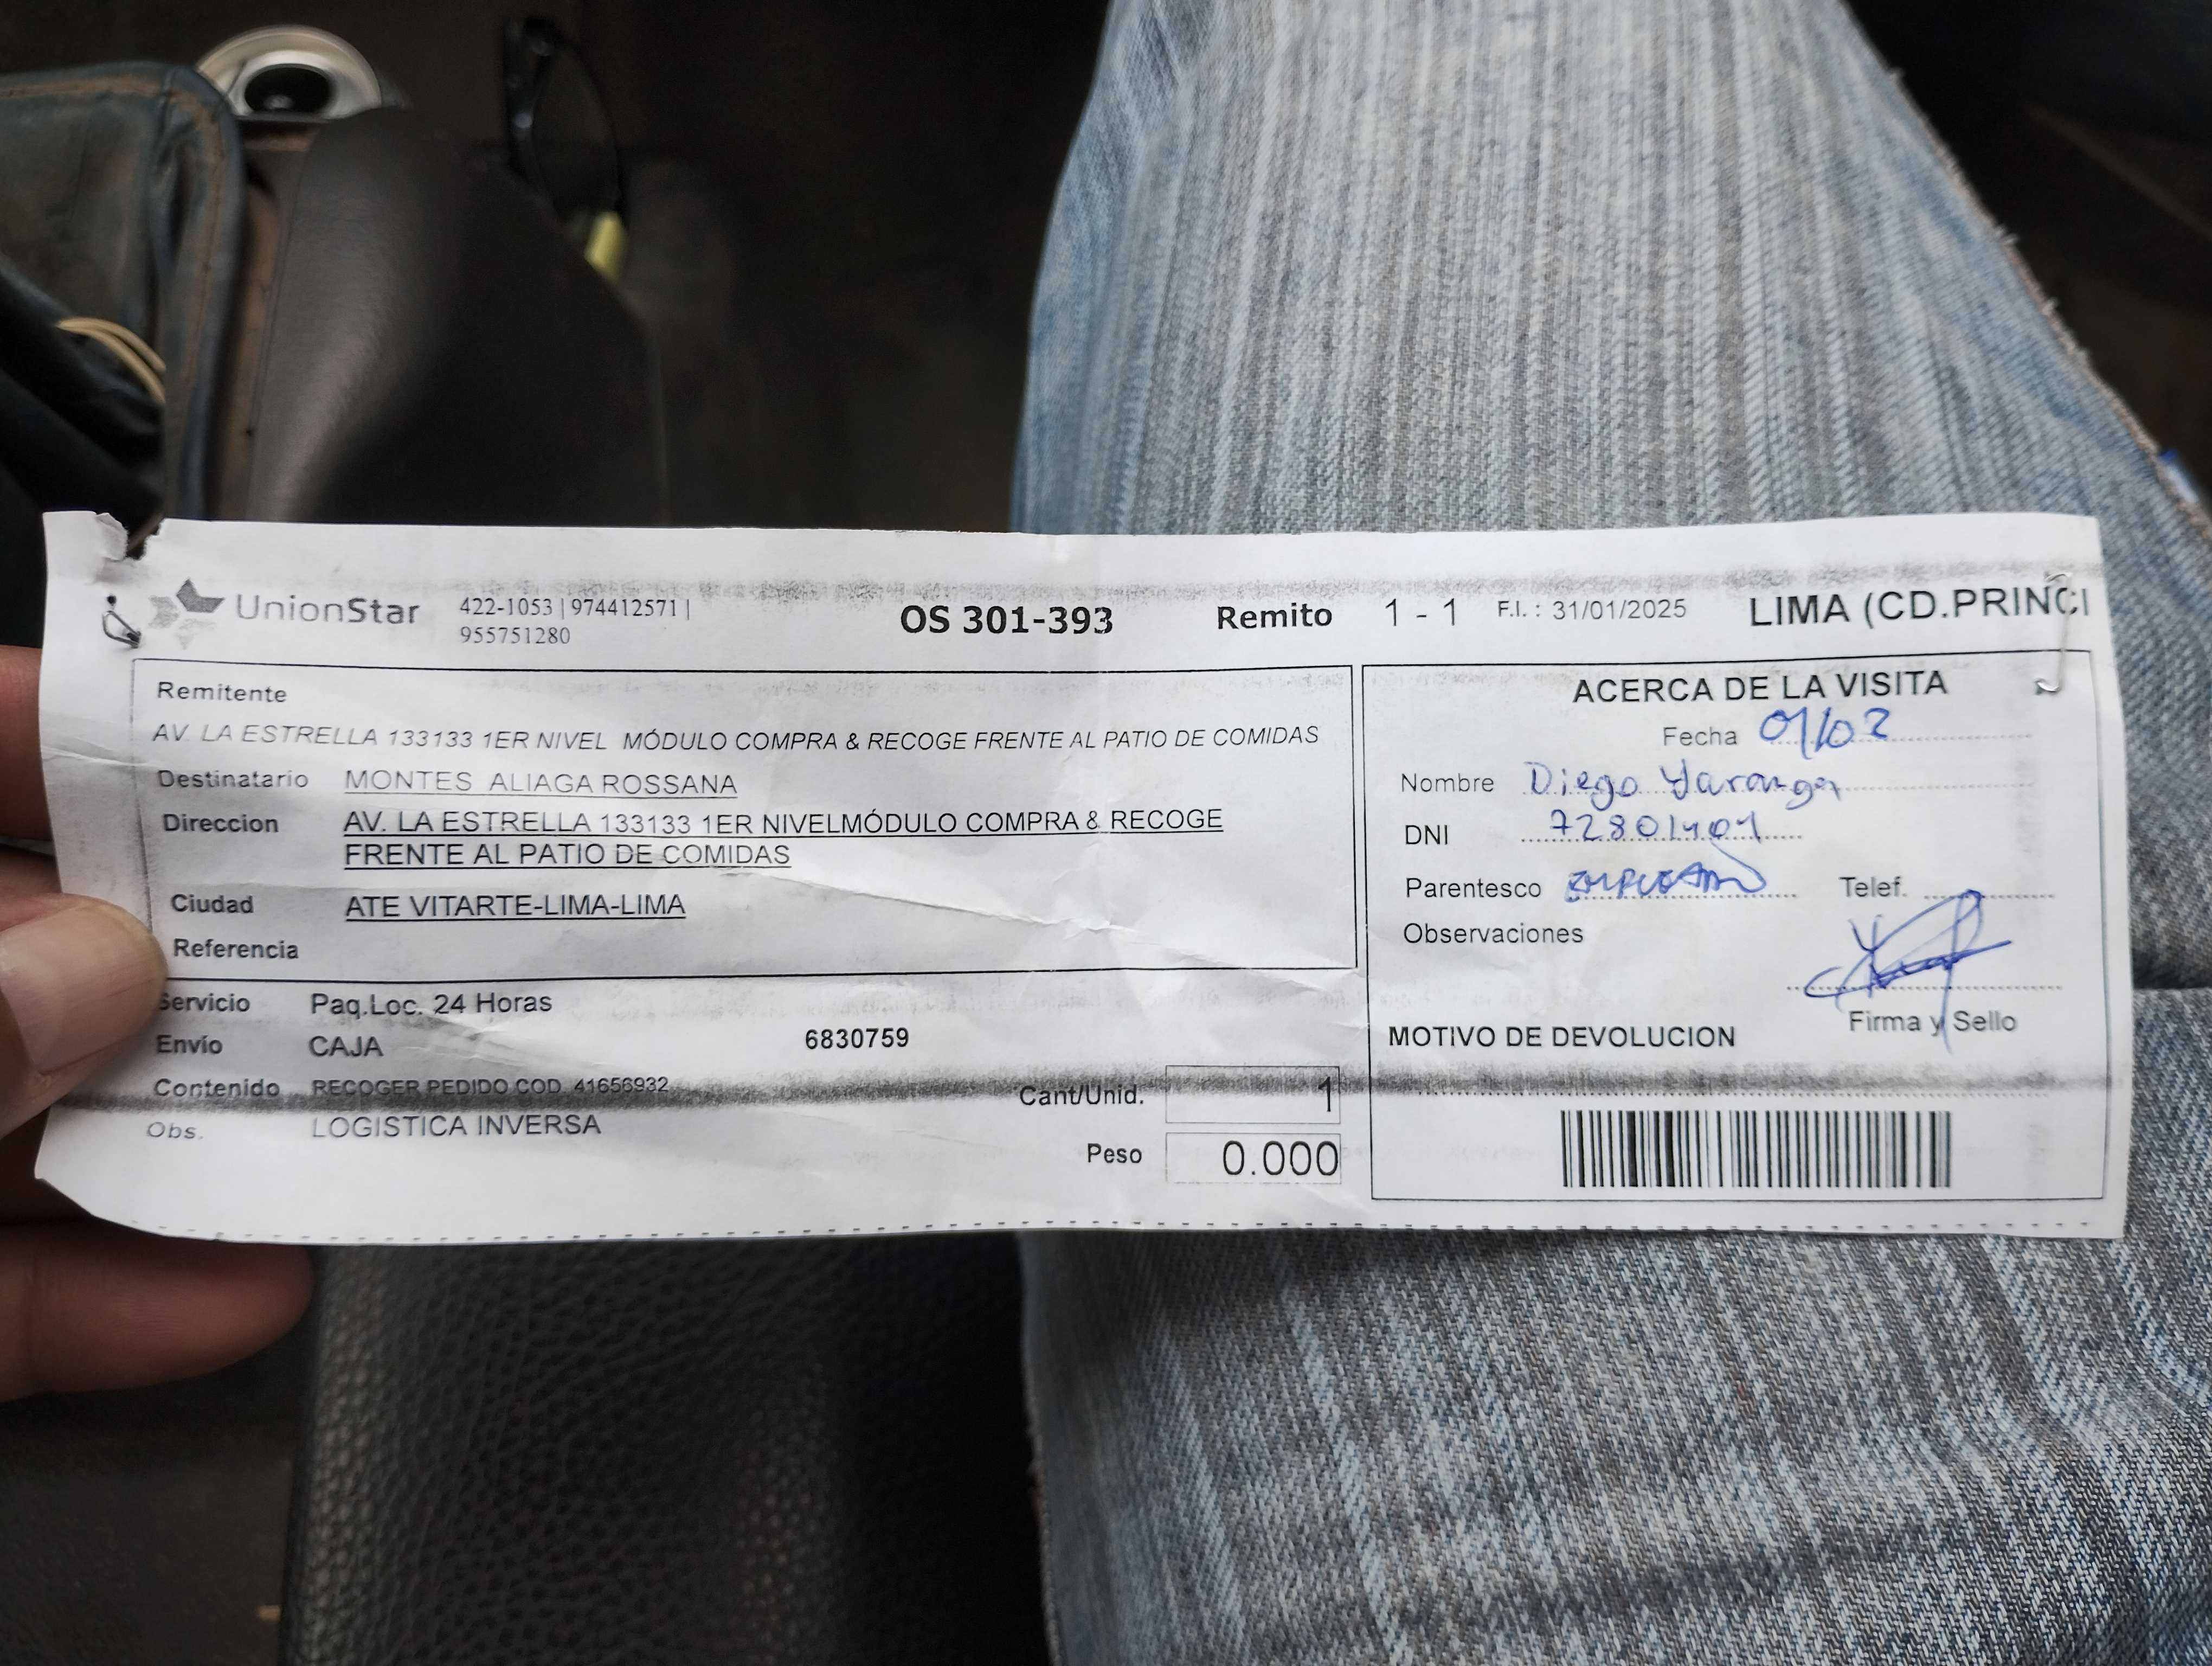 UnionStar
422-1053 | 974412571 |
955751280
OS 301-393
Remito 1 - 1
F.I. : 31/01/2025
LIMA (CD.PRINCI
Remitente
AV. LA ESTRELLA 133133 1ER NIVEL MÓDULO COMPRA & RECOGE FRENTE AL PATIO DE COMIDAS
Destinatario MONTES ALIAGA ROSSANA
Direccion AV. LA ESTRELLA 133133 1ER NIVELMÓDULO COMPRA & RECOGE
FRENTE AL PATIO DE COMIDAS
Ciudad ATE VITARTE-LIMA-LIMA
Referencia
Servicio Paq.Loc. 24 Horas
Envío CAJA 6830759
Contenido RECOGER PEDIDO COD. 41656932
Cant/Unid. 1
Obs. LOGISTICA INVERSA
Peso 0.000
ACERCA DE LA VISITA
Fecha 01/02
Nombre Diego Yaranga
DNI 72801401
Parentesco Telef.
Observaciones
Firma y Sello
MOTIVO DE DEVOLUCION